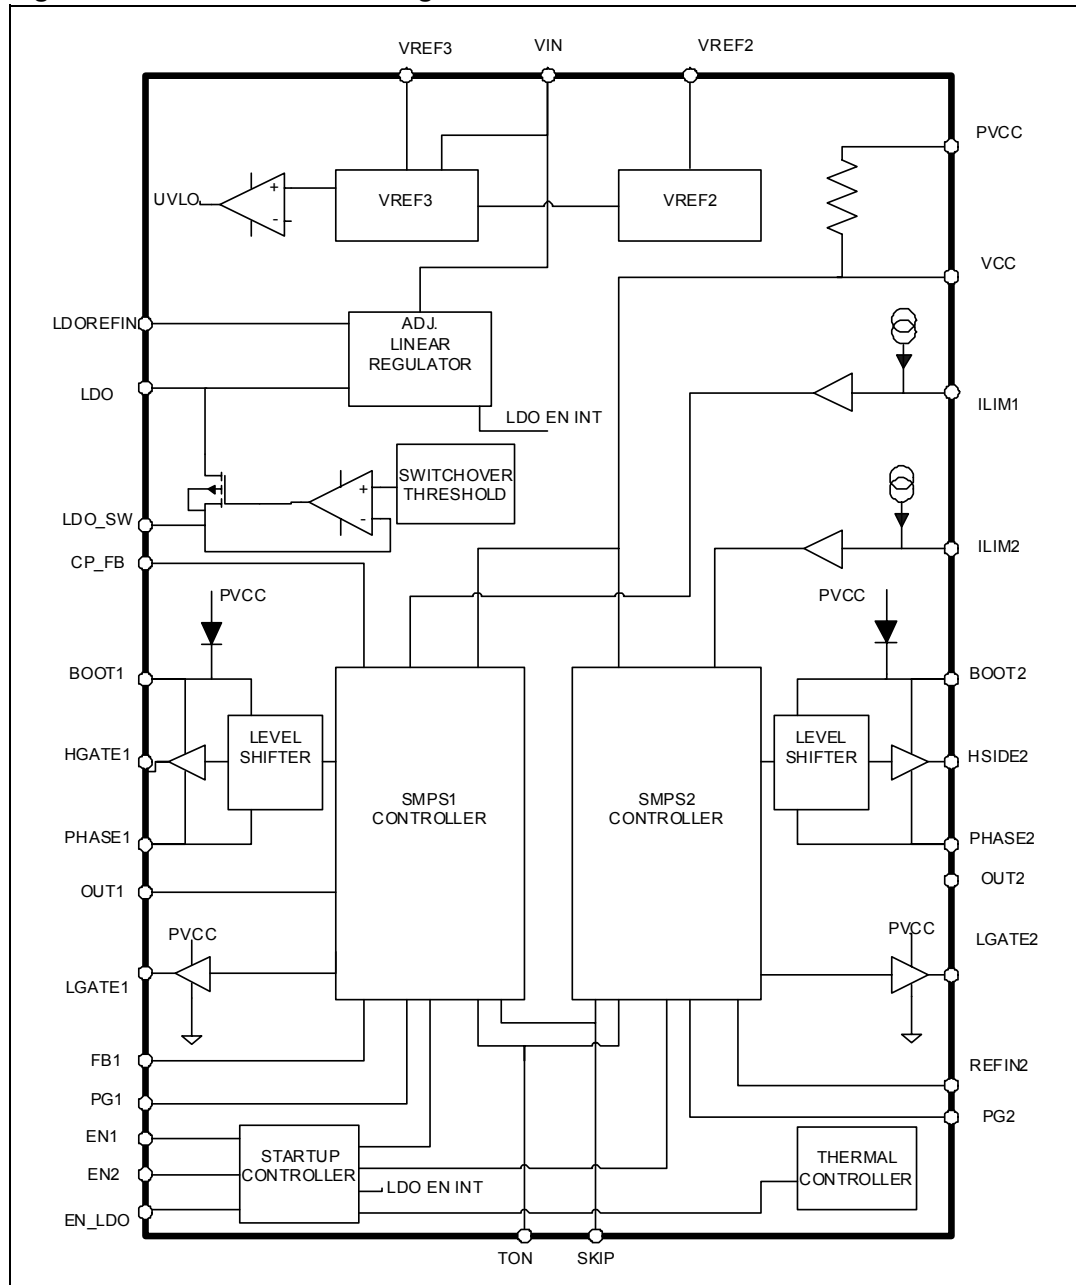 VREF3 VIN VREF2
PVCC
VREF3 VREF2
UVLO
+
-
VCC
LDOREFIN
ADJ.
LINEAR
REGULATOR
LDO
ILIM1
LDO EN INT
SWITCHOVER
THRESHOLD
+
-
LDO_SW
ILIM2
CP_FB
PVCC PVCC
BOOT1 BOOT2
LEVEL
SHIFTER
LEVEL
SHIFTER
HGATE1 HSIDE2
SMPS1
CONTROLLER
SMPS2
CONTROLLER
PHASE1 PHASE2
OUT1 OUT2
PVCC PVCC
LGATE1 LGATE2
FB1 REFIN2
PG1 PG2
EN1
STARTUP
CONTROLLER
THERMAL
CONTROLLER
EN2
LDO EN INT
EN_LDO
TON SKIP